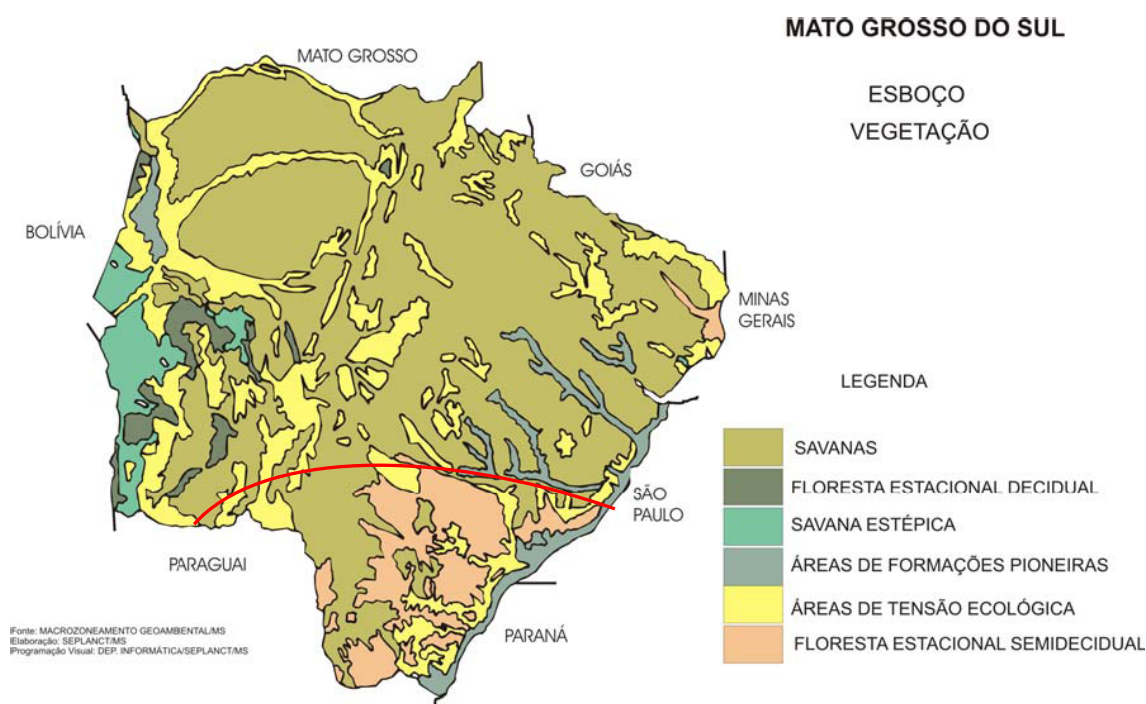 MATO GROSSO DO SUL
ESBOÇO
VEGETAÇÃO
MATO GROSSO
GOIÁS
BOLÍVIA
MINAS
GERAIS
LEGENDA
SAVANAS
FLORESTA ESTACIONAL DECIDUAL
SAVANA ESTÉPICA
ÁREAS DE FORMAÇÕES PIONEIRAS
ÁREAS DE TENSÃO ECOLÓGICA
FLORESTA ESTACIONAL SEMIDECIDUAL
SÃO
PAULO
PARAGUAI
PARANÁ
Fonte: MACROZONEAMENTO GEOAMBIENTAL/MS
Elaboração: SEPLANCT/MS
Programação Visual: DEP. INFORMÁTICA/SEPLANCT/MS